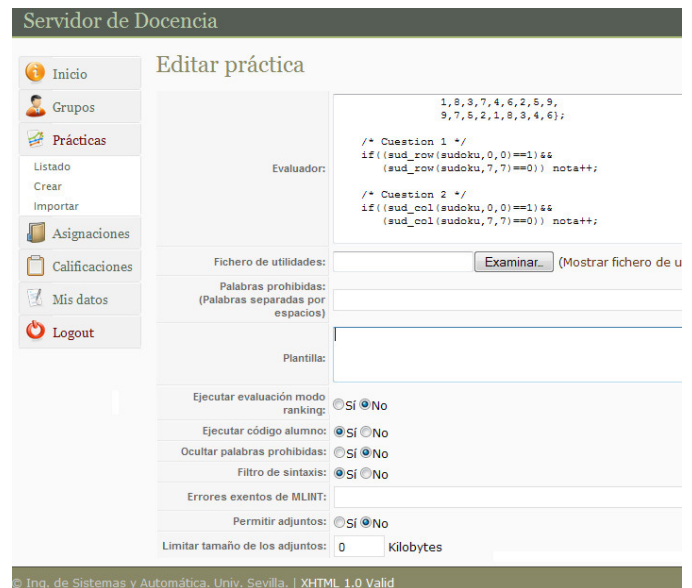 Servidor de Docencia
Inicio
Grupos
Prácticas
Listado
Crear
Importar
Asignaciones
Calificaciones
Mis datos
Logout
Editar práctica
Evaluador:
1,8,3,7,4,6,2,5,9,
9,7,5,2,1,8,3,4,6};
/* Cuestion 1 */
if((sud_row(sudoku,0,0)==1)&&
(sud_row(sudoku,7,7)==0)) nota++;
/* Cuestion 2 */
if((sud_col(sudoku,0,0)==1)&&
(sud_col(sudoku,7,7)==0)) nota++;
Fichero de utilidades: Examinar.. (Mostrar fichero de u
Palabras prohibidas:
(Palabras separadas por
espacios)
Plantilla:
Ejecutar evaluación modo
ranking: Sí No
Ejecutar código alumno: Sí No
Ocultar palabras prohibidas: Sí No
Filtro de sintaxis: Sí No
Errores exentos de MLINT:
Permitir adjuntos: Sí No
Limitar tamaño de los adjuntos: 0 Kilobytes
© Ing. de Sistemas y Automática. Univ. Sevilla. | XHTML 1.0 Valid